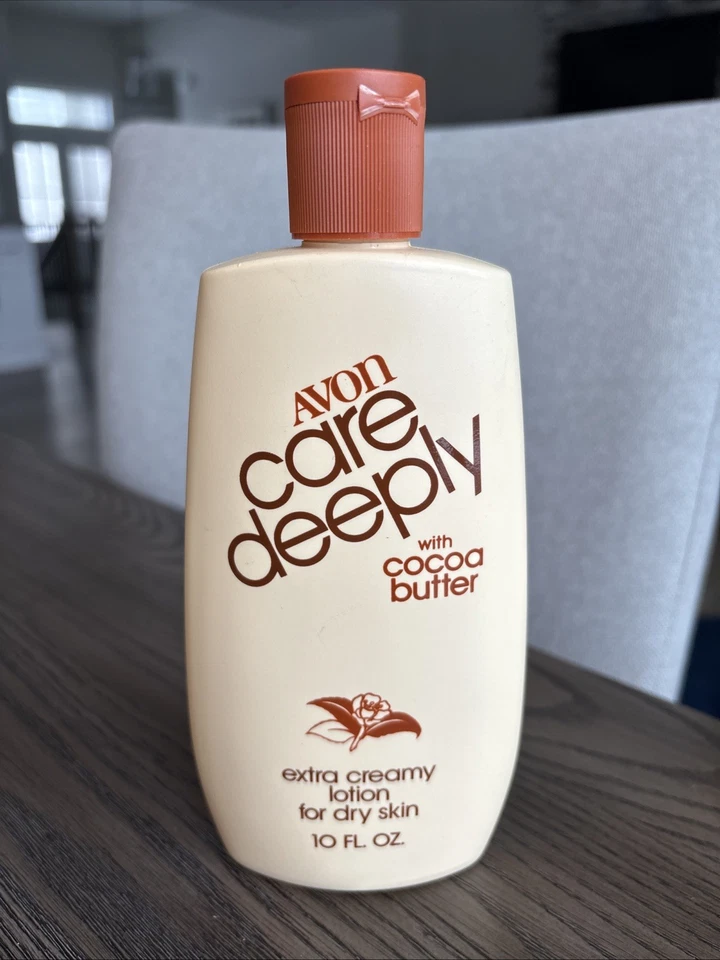 AVON
care
deeply
with
cocoa
butter
extra creamy
lotion
for dry skin
10 FL. OZ.